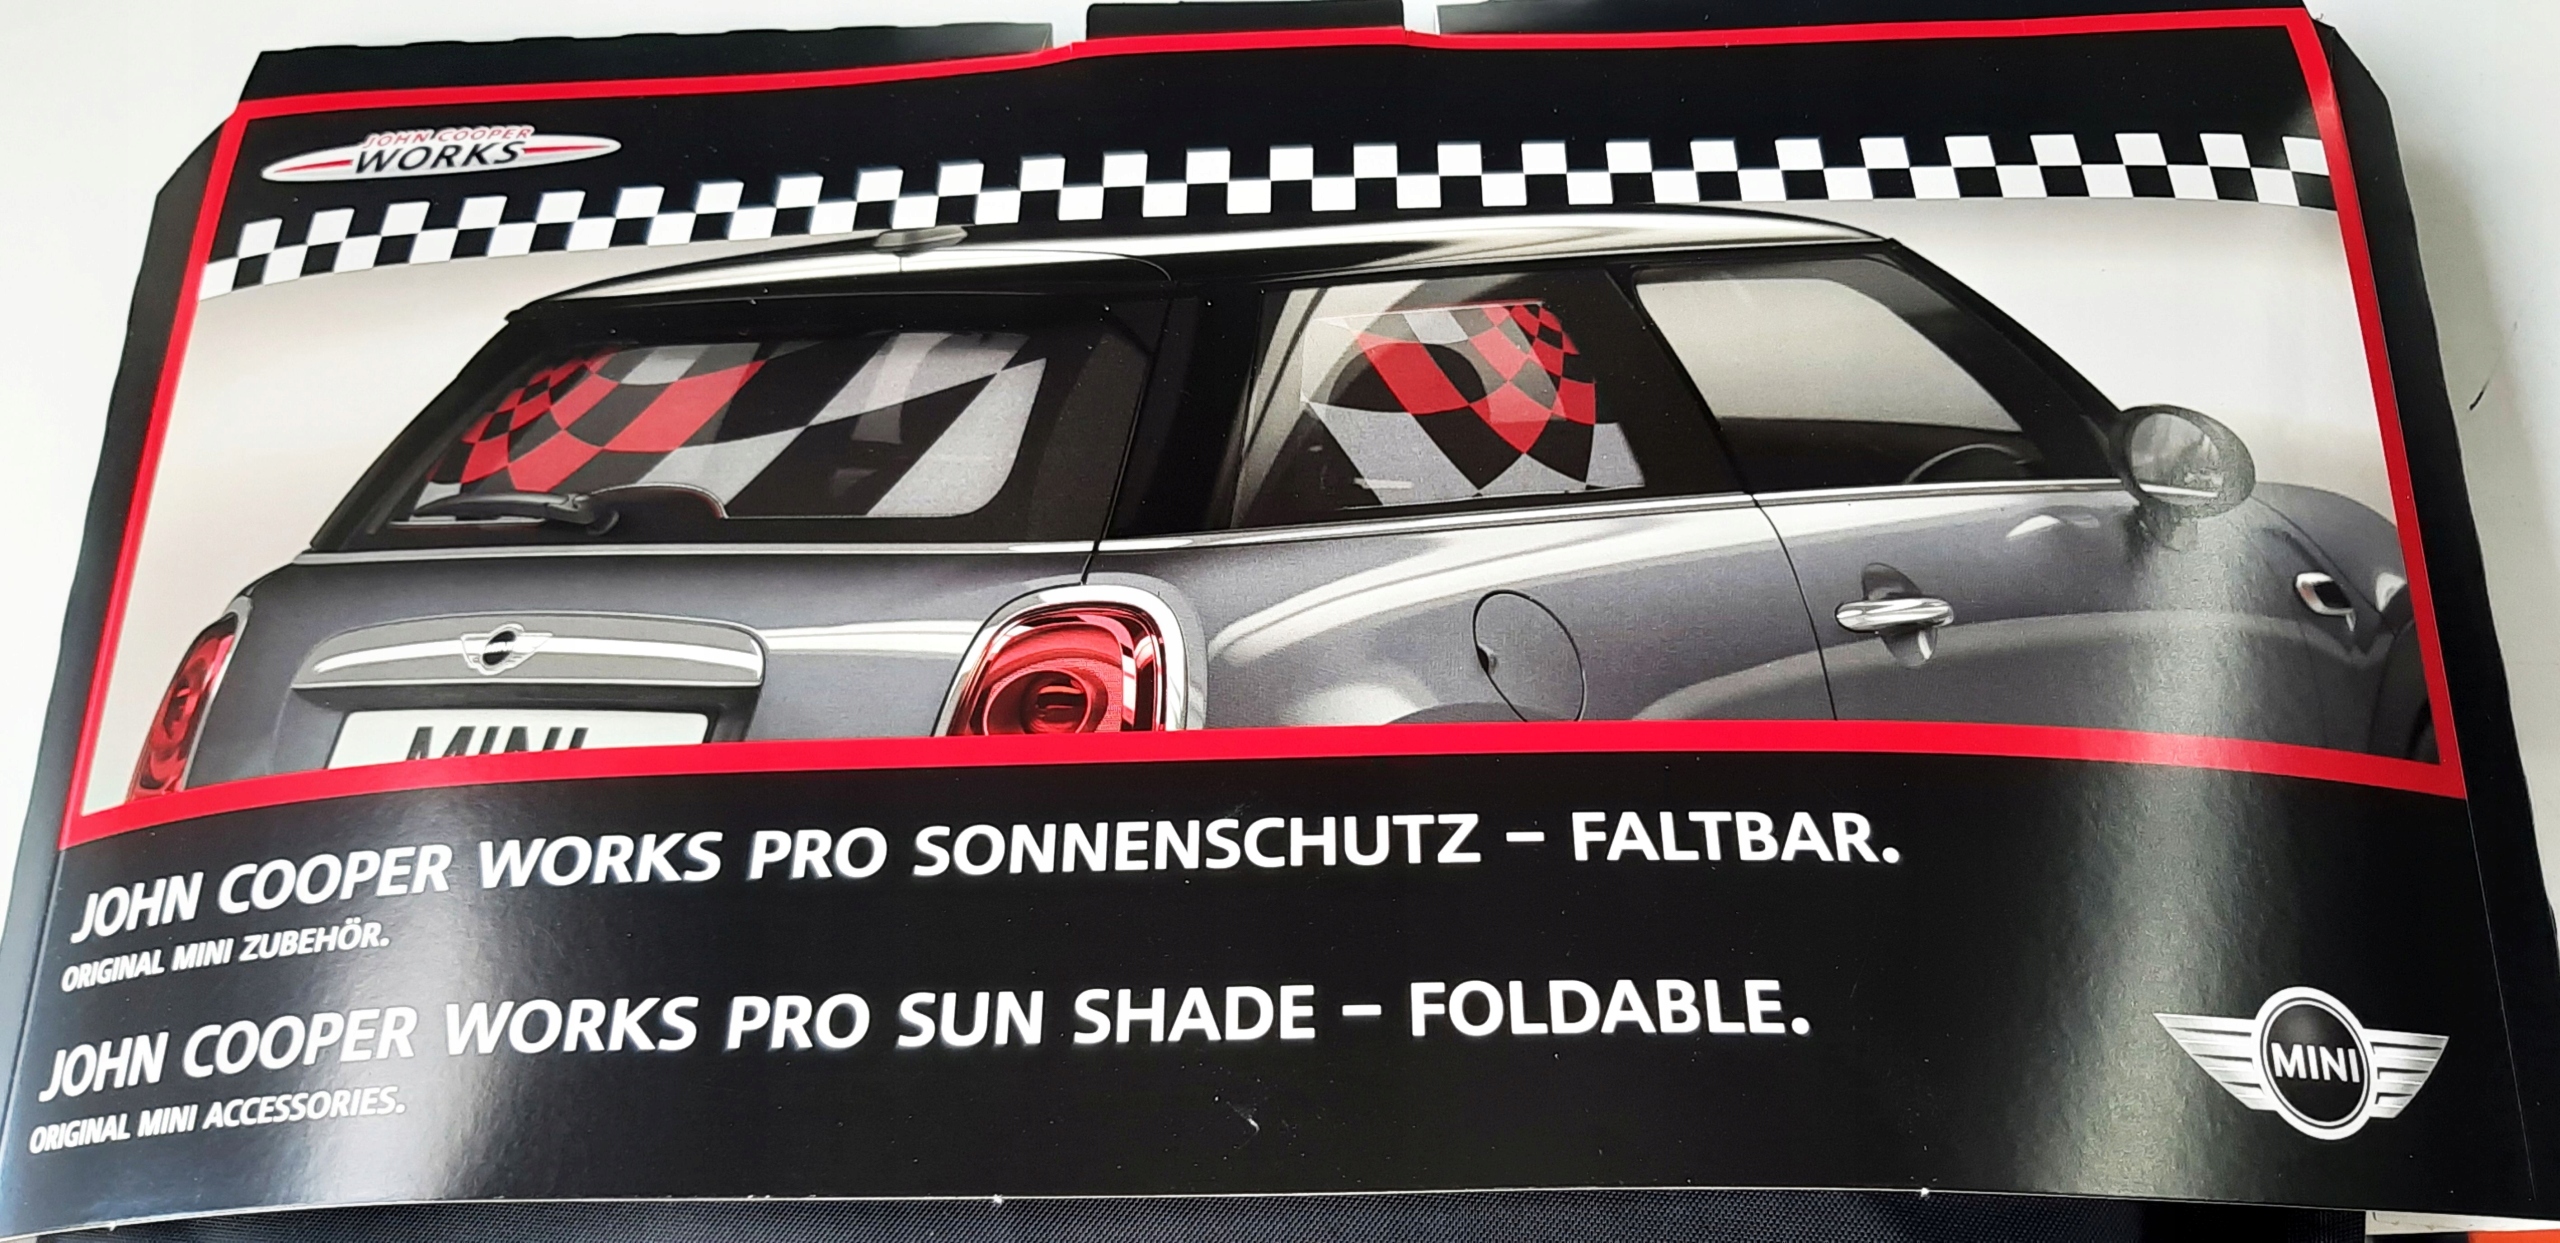 JOHN COOPER
WORKS
MINI
JOHN COOPER WORKS PRO SONNENSCHUTZ – FALTBAR.
ORIGINAL MINI ZUBEHÖR.
JOHN COOPER WORKS PRO SUN SHADE – FOLDABLE.
ORIGINAL MINI ACCESSORIES.
MINI